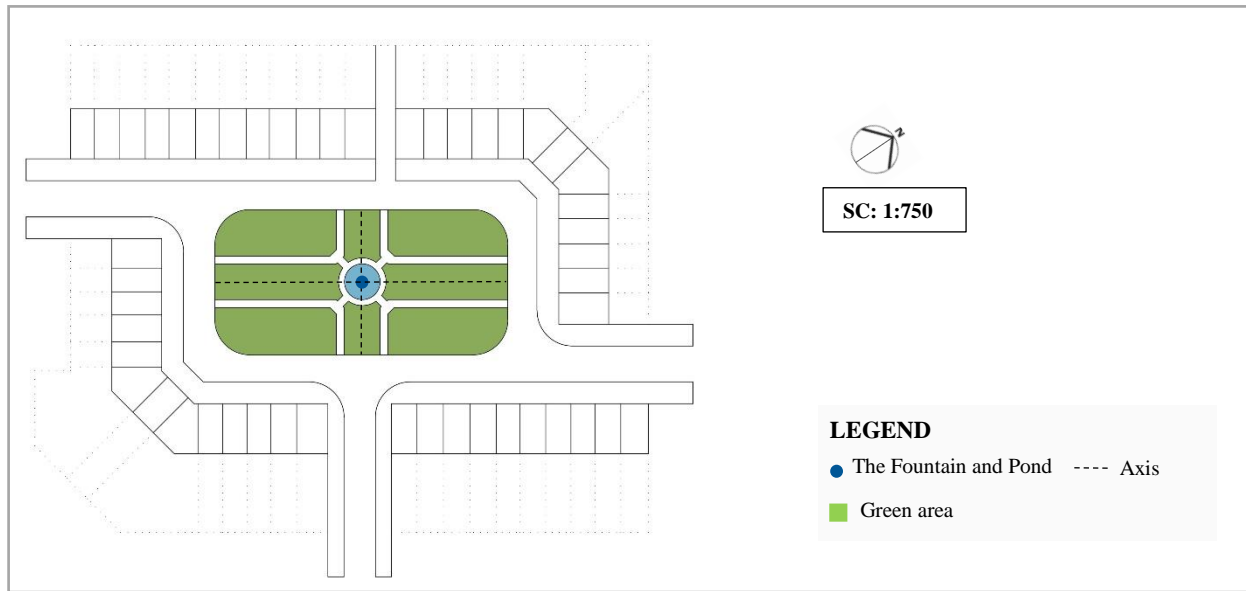 N
SC: 1:750
LEGEND
The Fountain and Pond ---- Axis
Green area